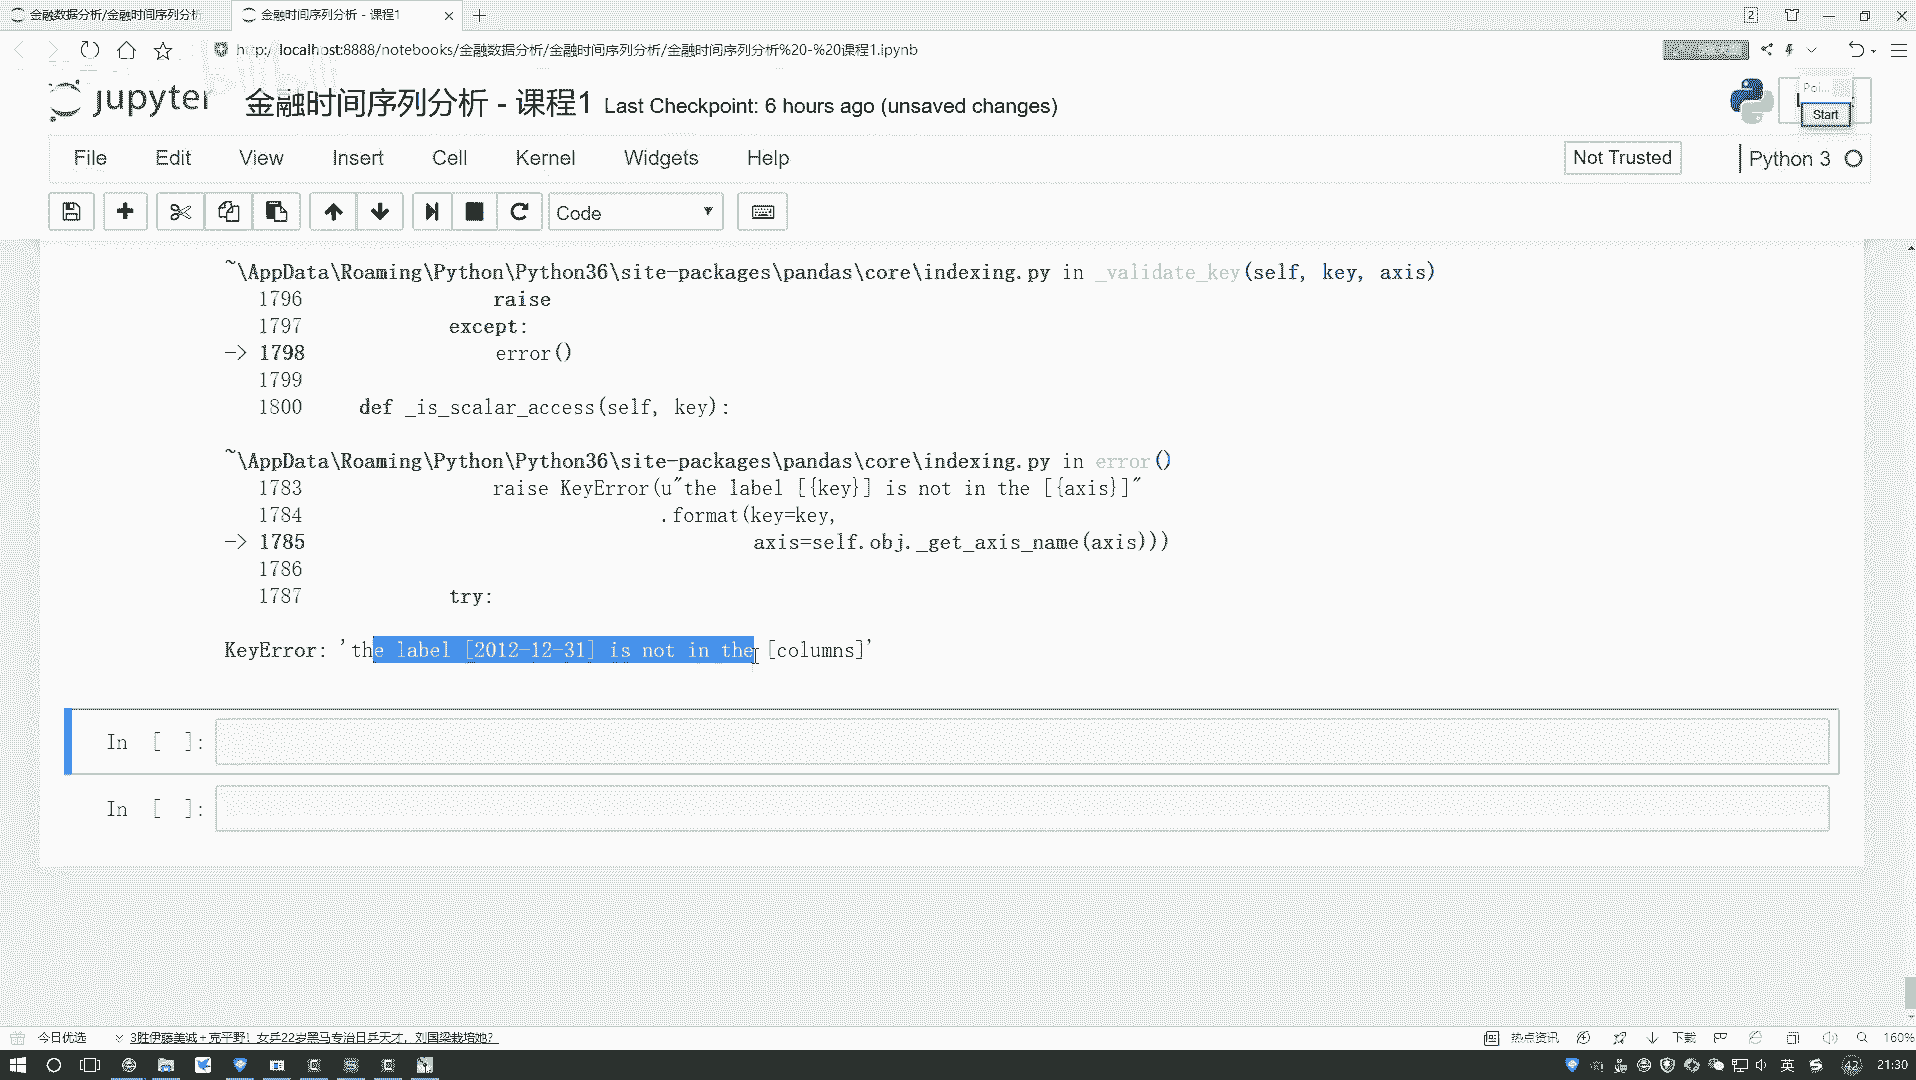 金融数据分析/金融时间序列分析
金融时间序列分析 - 课程1
2
http://localhost:8888/notebooks/金融数据分析/金融时间序列分析/金融时间序列分析%20-%20课程1.ipynb
jupyter 金融时间序列分析 - 课程1 Last Checkpoint: 6 hours ago (unsaved changes)
Poi...
Start
File Edit View Insert Cell Kernel Widgets Help
Not Trusted
Python 3
Code
~\AppData\Roaming\Python\Python36\site-packages\pandas\core\indexing.py in _validate_key(self, key, axis)
1796 raise
1797 except:
-> 1798 error()
1799
1800 def _is_scalar_access(self, key):
~\AppData\Roaming\Python\Python36\site-packages\pandas\core\indexing.py in error()
1783 raise KeyError(u"the label [{key}] is not in the [{axis}]"
1784 .format(key=key,
-> 1785 axis=self.obj._get_axis_name(axis)))
1786
1787 try:
KeyError: 'the label [2012-12-31] is not in the [columns]'
In [ ]:
In [ ]:
今日优选
3胜伊藤美诚+克平野！女乒22岁黑马专治日乒天才，刘国梁栽培她?
热点资讯
下载
160%
英
42
21:30